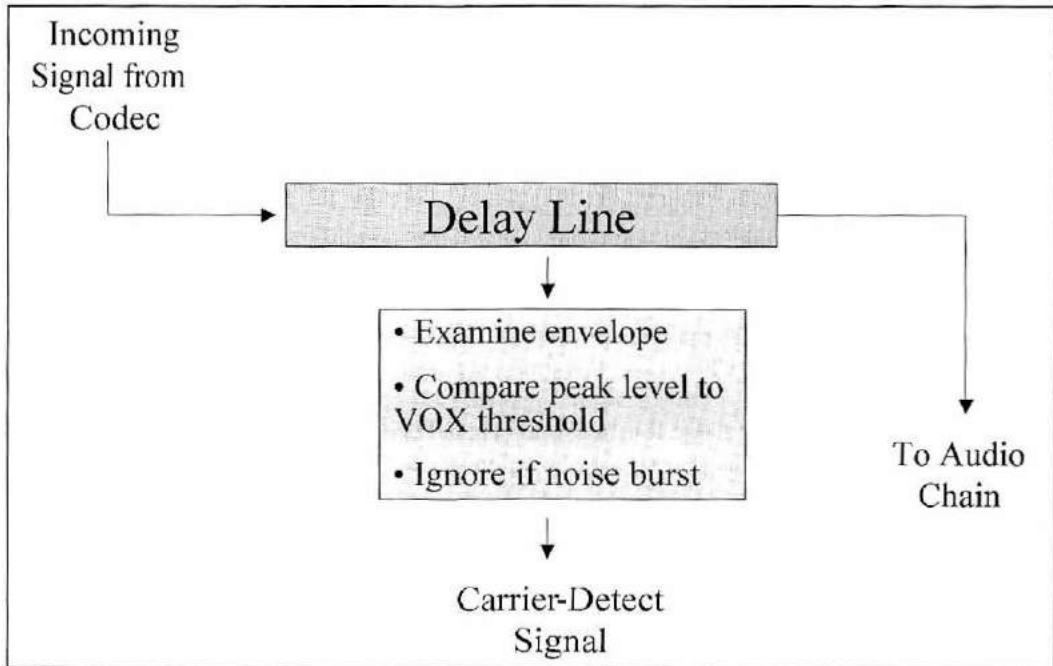 Incoming
Signal from
Codec
Delay Line
• Examine envelope
• Compare peak level to
VOX threshold
• Ignore if noise burst
To Audio
Chain
Carrier-Detect
Signal